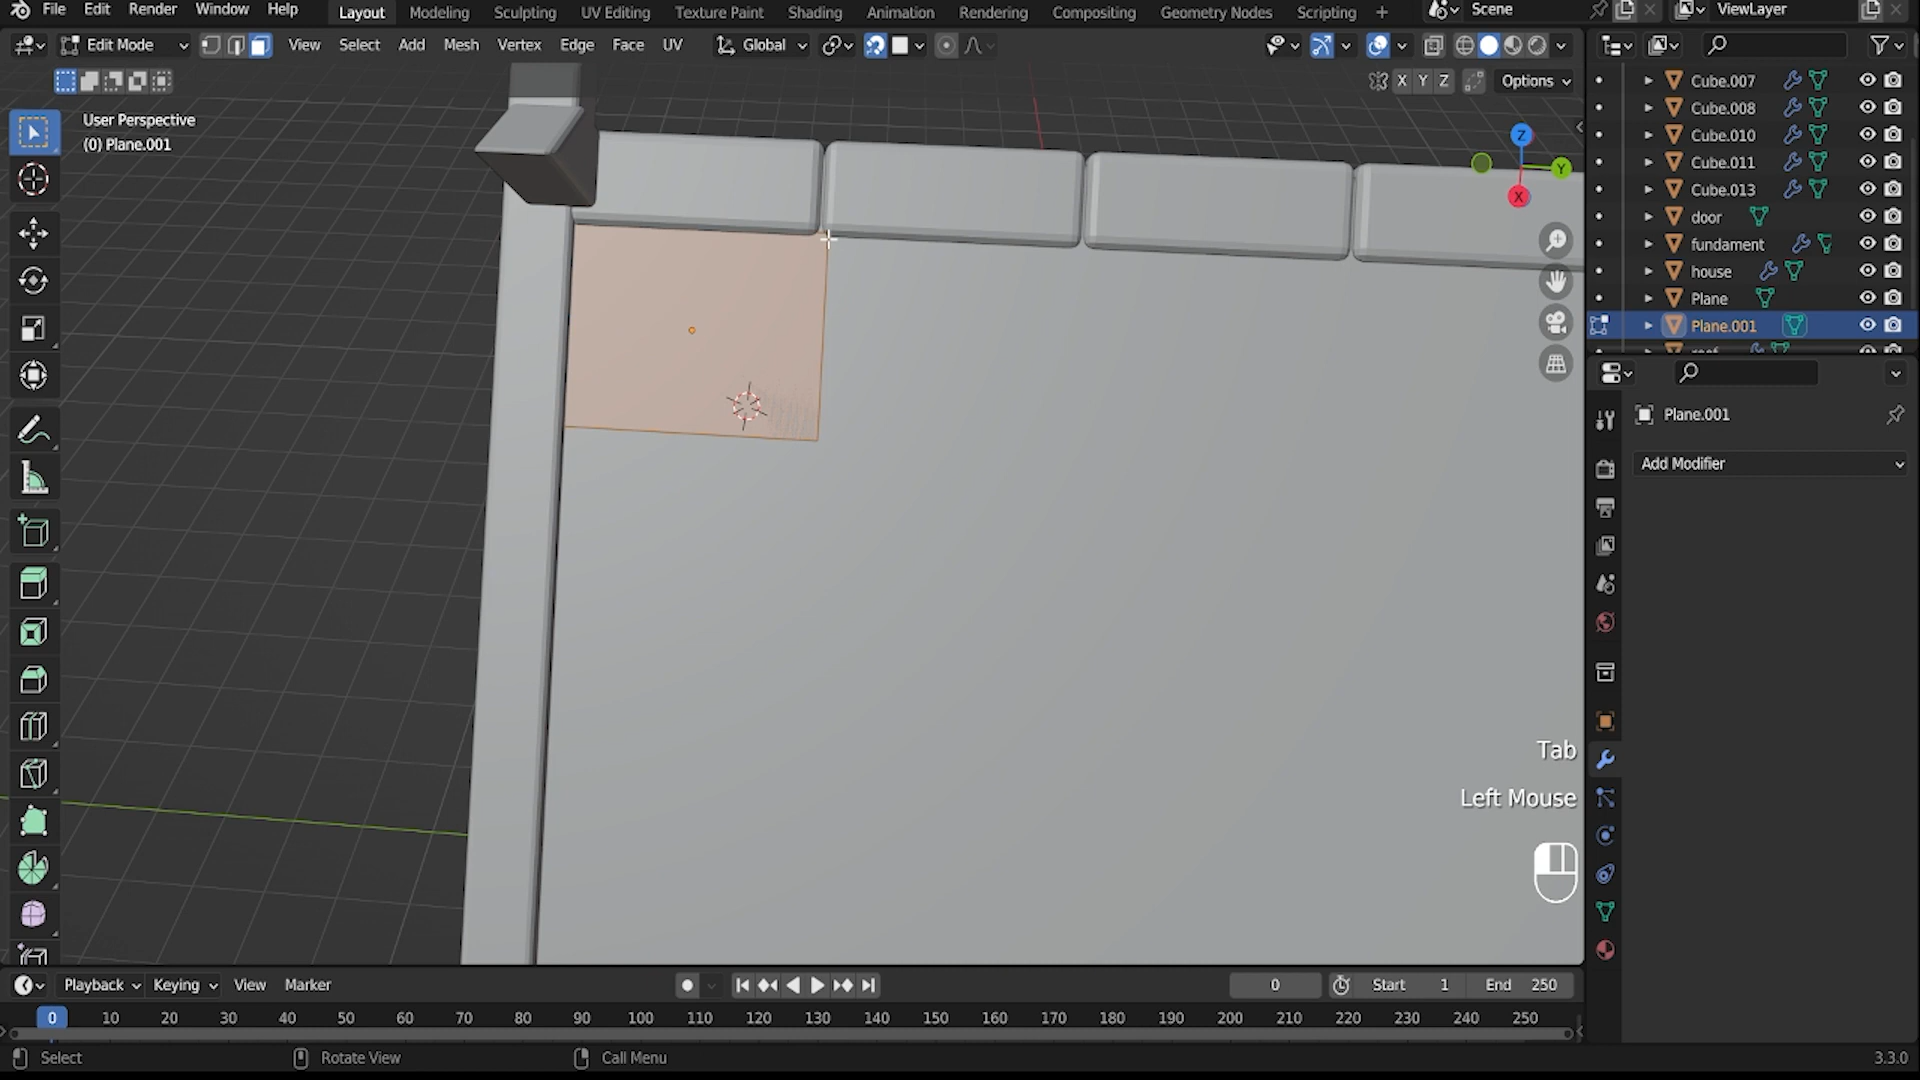 File Edit Render Window Help Layout Modeling Sculpting UV Editing Texture Paint Shading Animation Rendering Compositing Geometry Nodes Scripting + Scene ViewLayer
Edit Mode View Select Add Mesh Vertex Edge Face UV Global
X Y Z Options
User Perspective
(0) Plane.001
Z
Y
X
Cube.007
Cube.008
Cube.010
Cube.011
Cube.013
door
fundament
house
Plane
Plane.001
Plane.001
Add Modifier
Tab
Left Mouse
Playback Keying View Marker 0 Start 1 End 250
0 10 20 30 40 50 60 70 80 90 100 110 120 130 140 150 160 170 180 190 200 210 220 230 240 250
Select Rotate View Call Menu 3.3.0